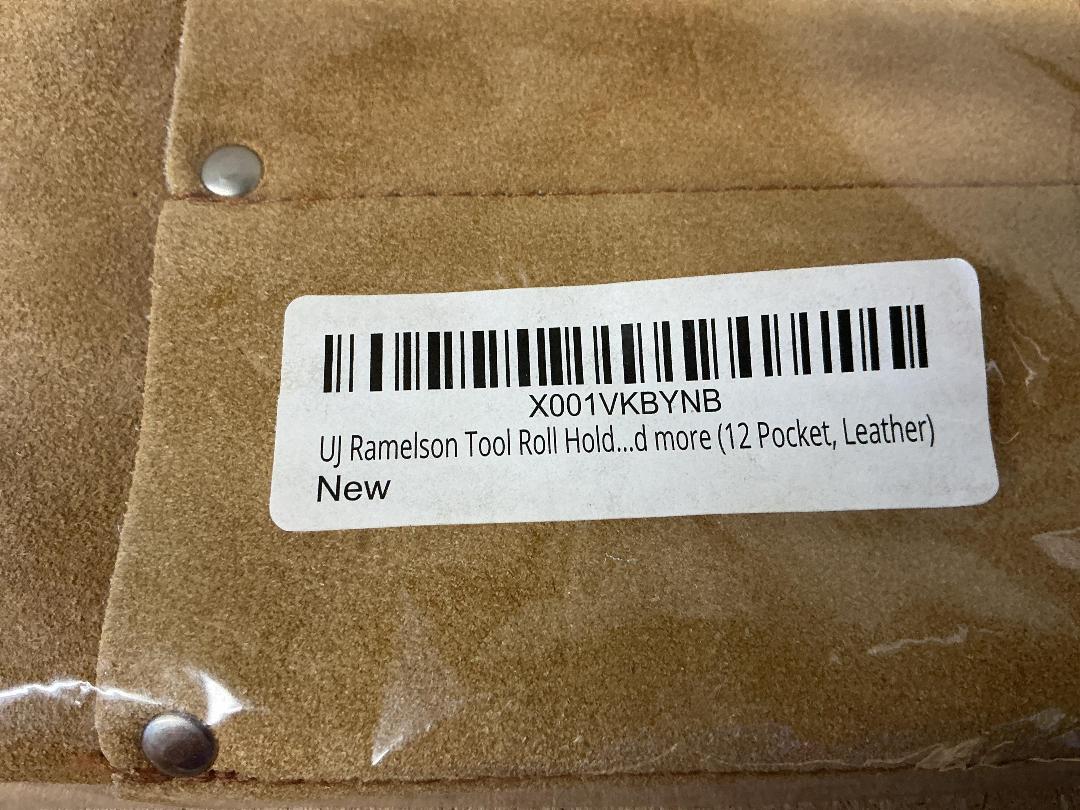 X001VKBYNB
UJ Ramelson Tool Roll Hold...d more (12 Pocket, Leather)
New